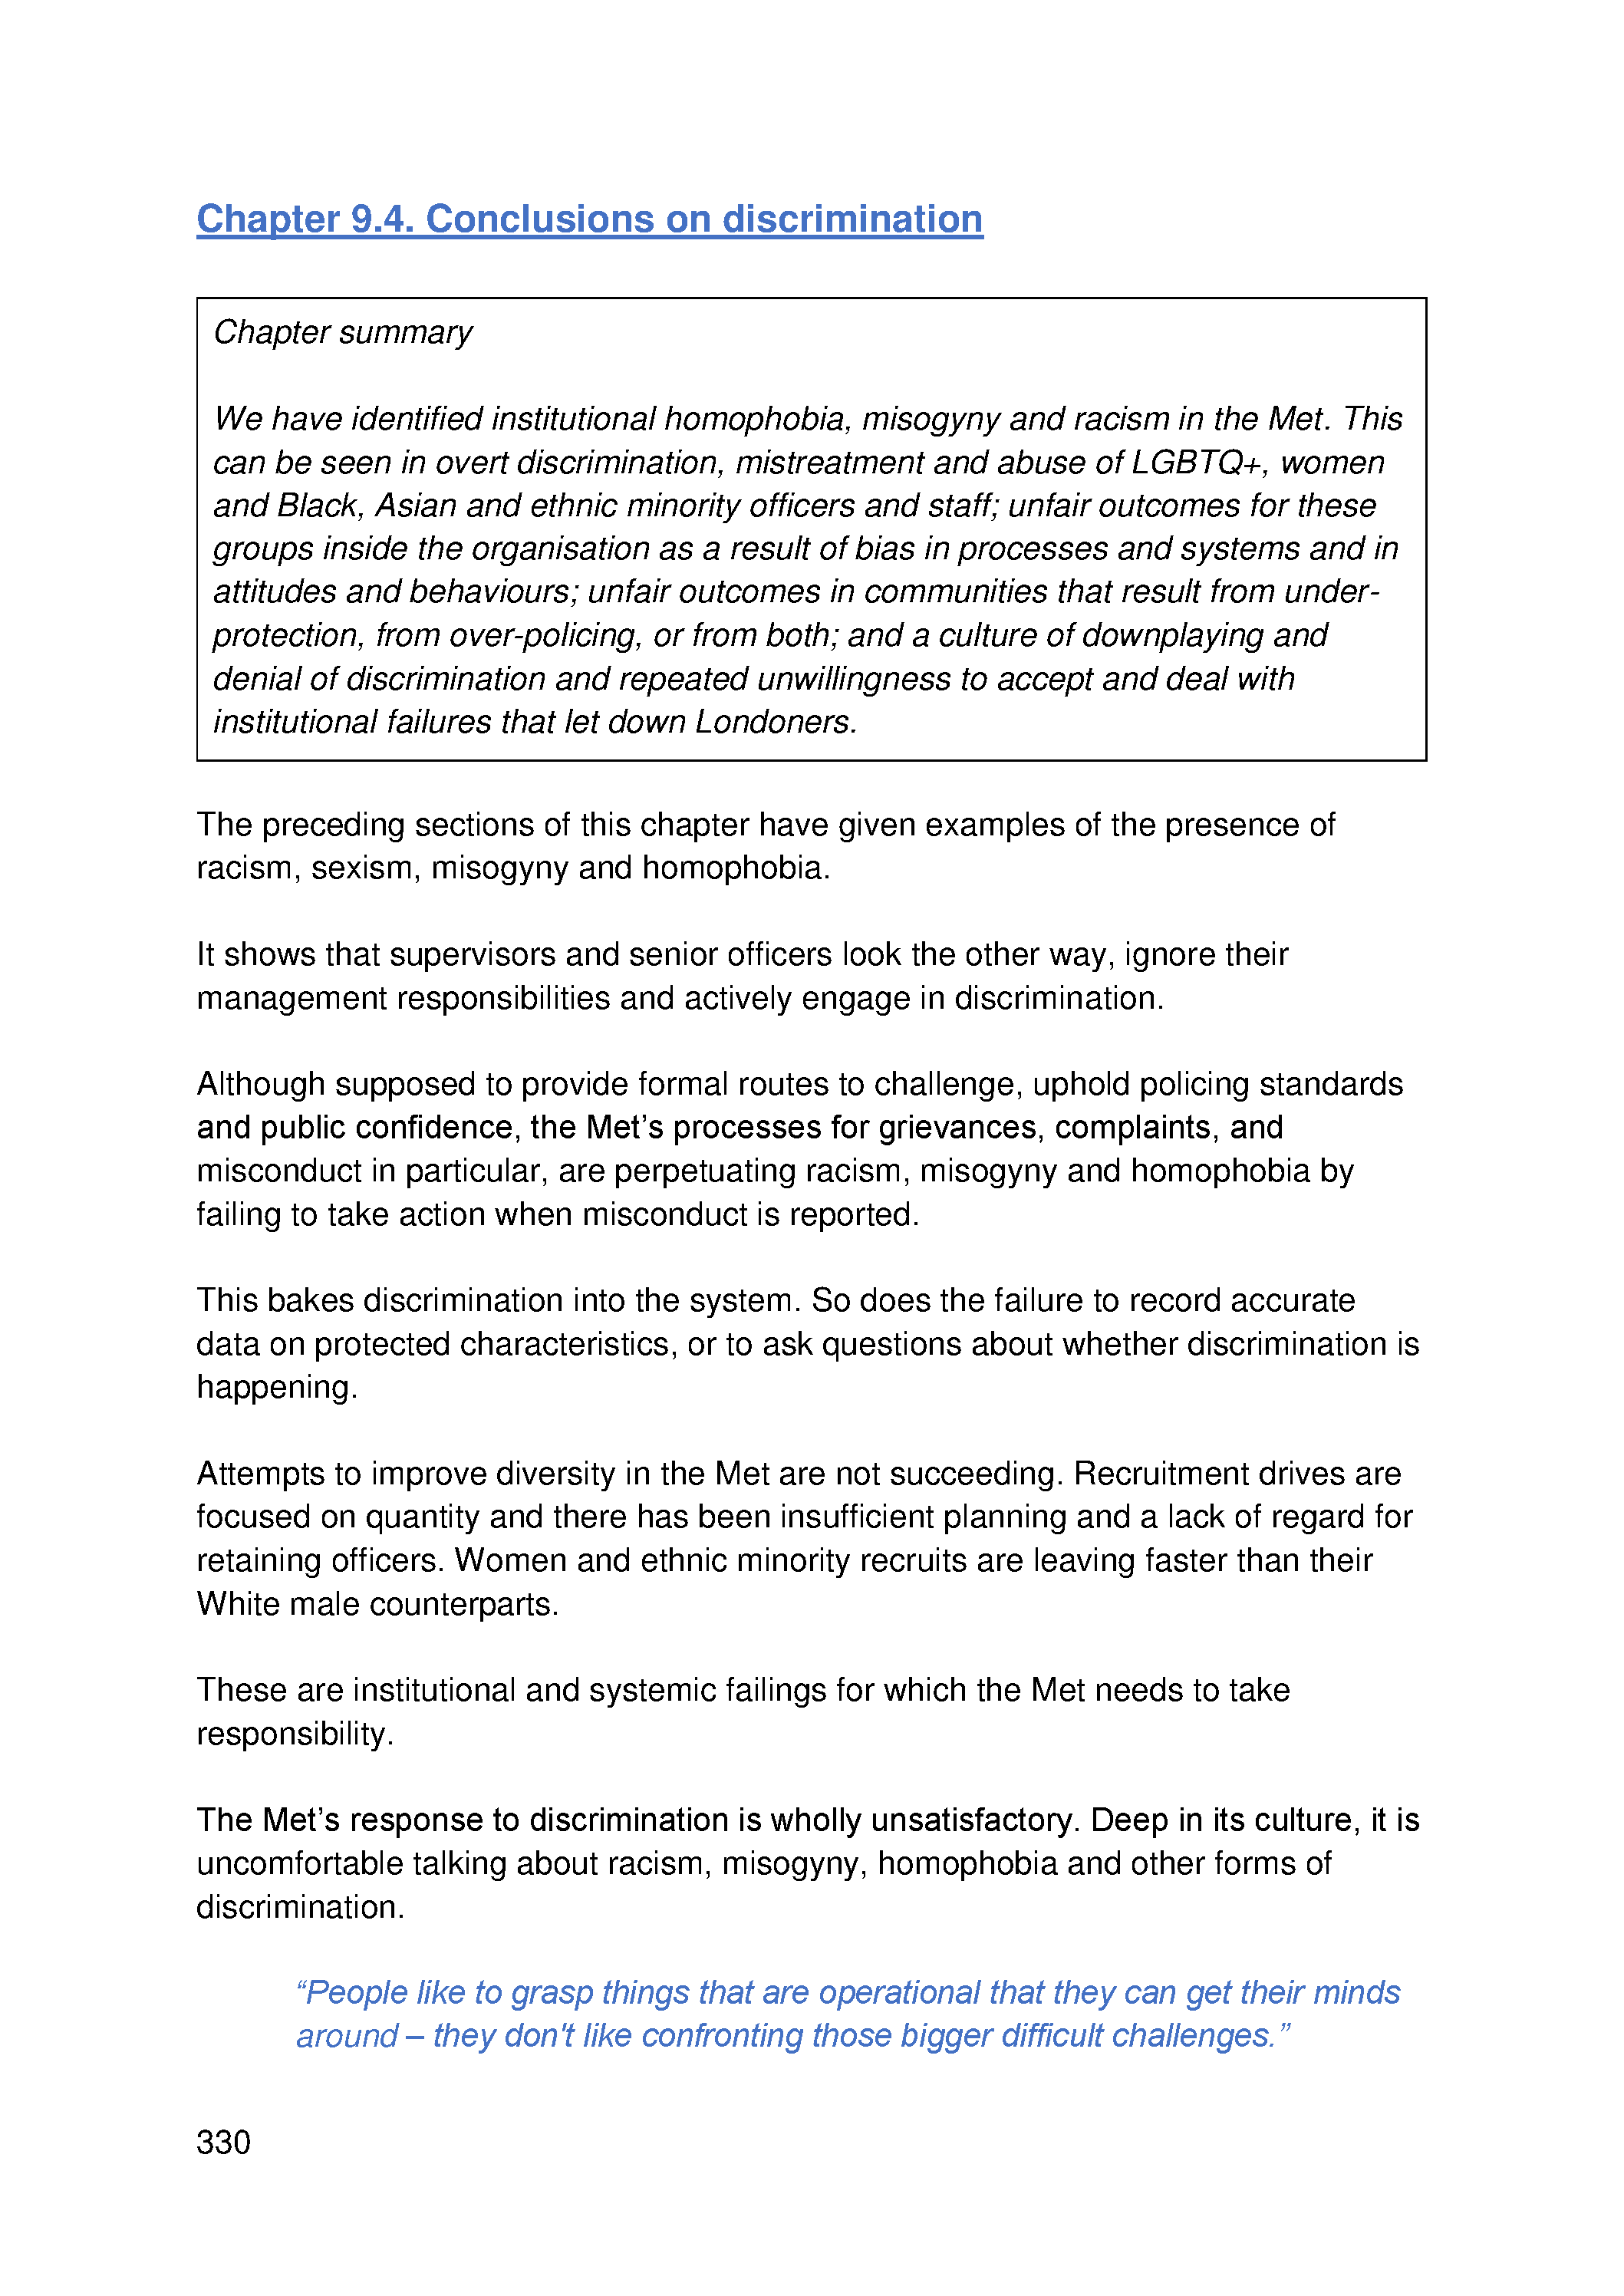 Chapter 9.4. Conclusions on discrimination
Chapter summary
We have identified institutional homophobia, misogyny and racism in the Met. This
can be seen in overt discrimination, mistreatment and abuse of LGBTQ+, women
and Black, Asian and ethnic minority officers and staff; unfair outcomes for these
groups inside the organisation as a result of bias in processes and systems and in
attitudes and behaviours; unfair outcomes in communities that result from under-
protection, from over-policing, or from both; and a culture of downplaying and
denial of discrimination and repeated unwillingness to accept and deal with
institutional failures that let down Londoners.
The preceding sections of this chapter have given examples of the presence of
racism, sexism, misogyny and homophobia.
It shows that supervisors and senior officers look the other way, ignore their
management responsibilities and actively engage in discrimination.
Although supposed to provide formal routes to challenge, uphold policing standards
and public confidence, the Met’s processes for grievances, complaints, and
misconduct in particular, are perpetuating racism, misogyny and homophobia by
failing to take action when misconduct is reported.
This bakes discrimination into the system. So does the failure to record accurate
data on protected characteristics, or to ask questions about whether discrimination is
happening.
Attempts to improve diversity in the Met are not succeeding. Recruitment drives are
focused on quantity and there has been insufficient planning and a lack of regard for
retaining officers. Women and ethnic minority recruits are leaving faster than their
White male counterparts.
These are institutional and systemic failings for which the Met needs to take
responsibility.
The Met’s response to discrimination is wholly unsatisfactory. Deep in its culture, it is
uncomfortable talking about racism, misogyny, homophobia and other forms of
discrimination.
“People like to grasp things that are operational that they can get their minds
around – they don't like confronting those bigger difficult challenges.”
330